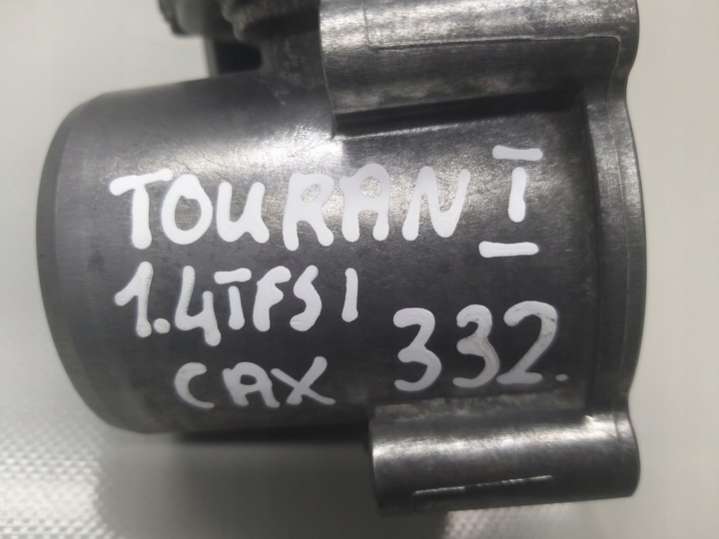 TOURAN I
1.4TFSI
CAX 332.